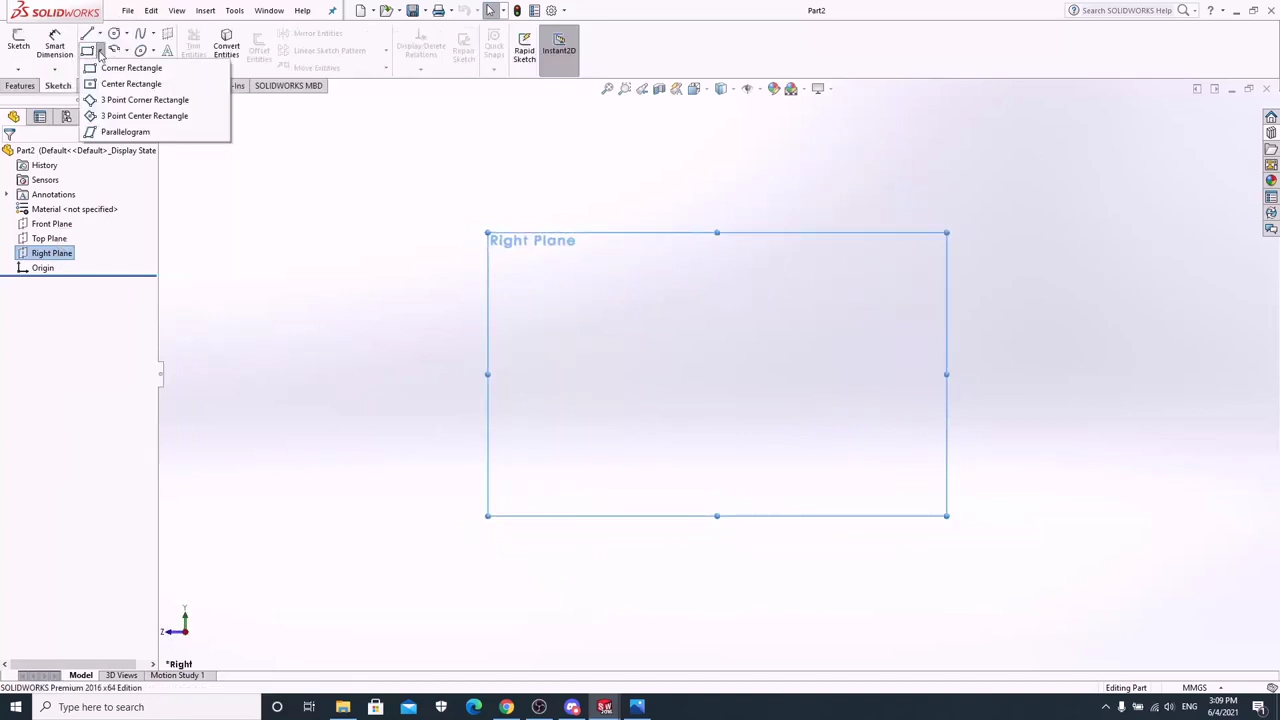 SOLIDWORKS File Edit View Insert Tools Window Help Part2 Search SOLIDWORKS Help
Sketch Smart Dimension Trim Entities Convert Entities Offset Entities Mirror Entities Linear Sketch Pattern Move Entities Display/Delete Relations Repair Sketch Quick Snaps Rapid Sketch Instant2D
Features Sketch -Ins SOLIDWORKS MBD
Corner Rectangle
Center Rectangle
3 Point Corner Rectangle
3 Point Center Rectangle
Parallelogram
Part2 (Default<<Default>_Display State
History
Sensors
Annotations
Material <not specified>
Front Plane
Top Plane
Right Plane
Origin
Right Plane
Y
Z
*Right
Model 3D Views Motion Study 1
SOLIDWORKS Premium 2016 x64 Edition Editing Part MMGS
Type here to search ENG 3:09 PM
6/4/2021